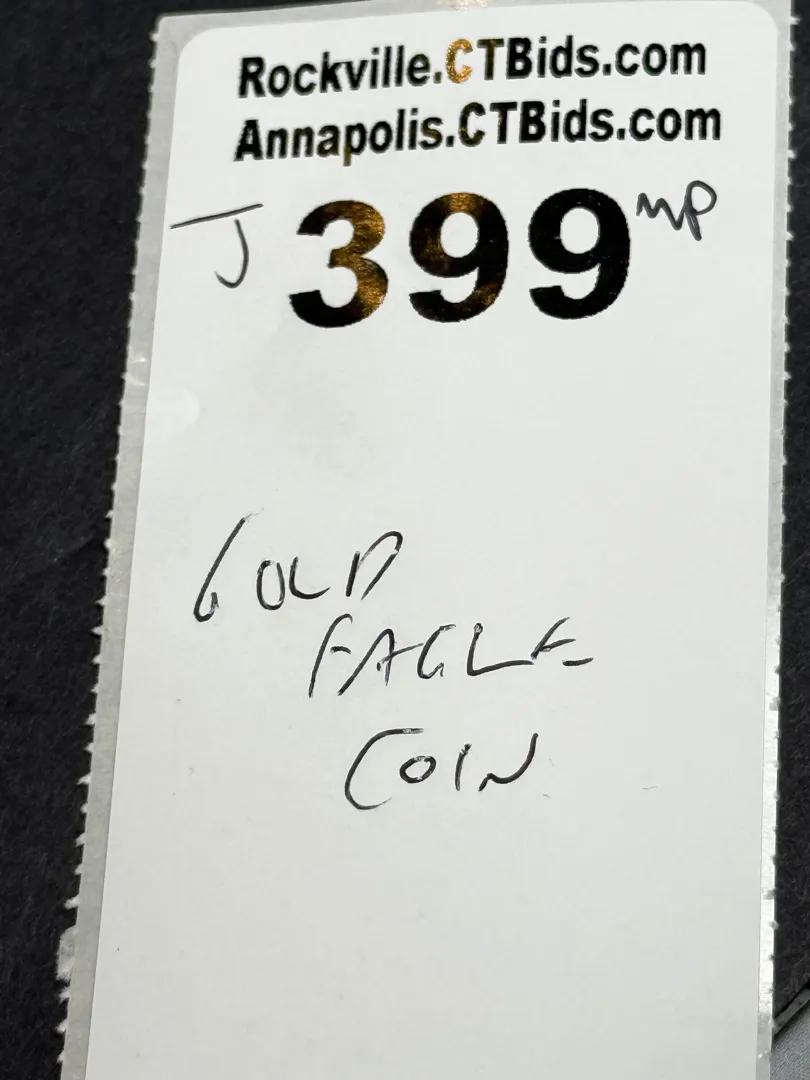 Rockville.CTBids.com
Annapolis.CTBids.com
J 399 MP
GOLD
EAGLE
COIN